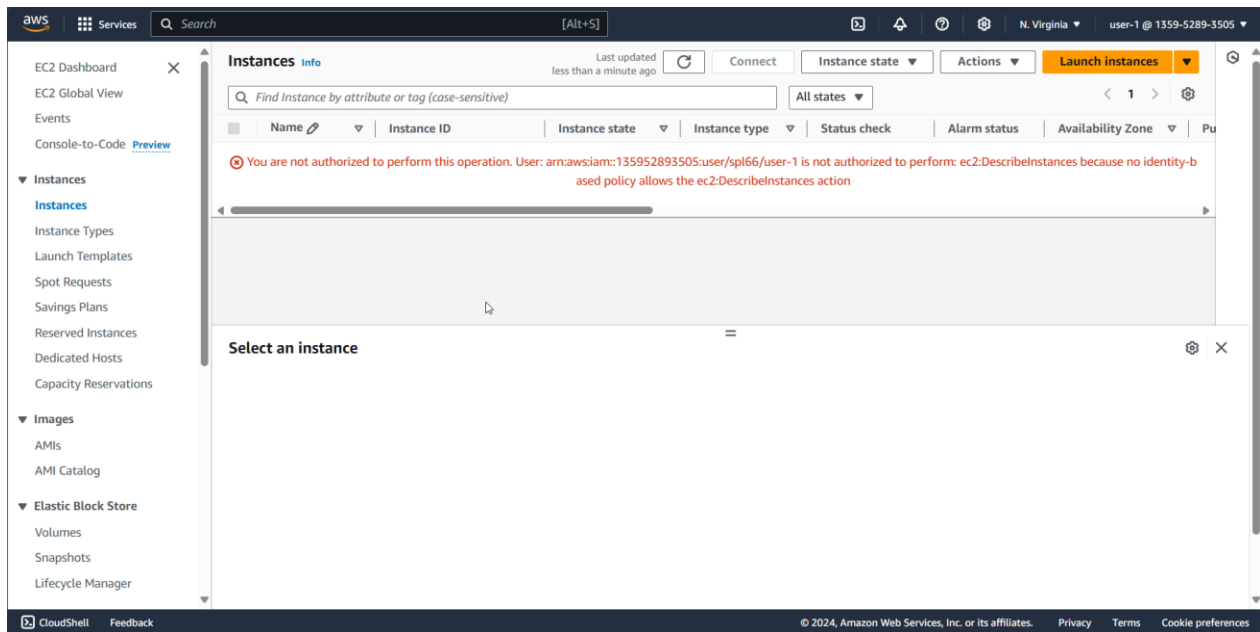 aws
Services
Search
[Alt+S]
N. Virginia
user-1 @ 1359-5289-3505
EC2 Dashboard
EC2 Global View
Events
Console-to-Code Preview
Instances
Instances
Instance Types
Launch Templates
Spot Requests
Savings Plans
Reserved Instances
Dedicated Hosts
Capacity Reservations
Images
AMIs
AMI Catalog
Elastic Block Store
Volumes
Snapshots
Lifecycle Manager
Instances Info
Last updated
less than a minute ago
Connect
Instance state
Actions
Launch instances
Find Instance by attribute or tag (case-sensitive)
All states
1
Name
Instance ID
Instance state
Instance type
Status check
Alarm status
Availability Zone
Pu
You are not authorized to perform this operation. User: arn:aws:iam::135952893505:user/spl66/user-1 is not authorized to perform: ec2:DescribeInstances because no identity-b
ased policy allows the ec2:DescribeInstances action
Select an instance
CloudShell
Feedback
© 2024, Amazon Web Services, Inc. or its affiliates.
Privacy
Terms
Cookie preferences